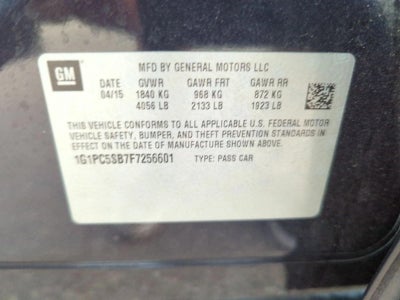 GM
MFD BY GENERAL MOTORS LLC
DATE GVWR GAWR FRT GAWR RR
04/15 1840 KG 968 KG 872 KG
4056 LB 2133 LB 1923 LB
THIS VEHICLE CONFORMS TO ALL APPLICABLE U.S. FEDERAL MOTOR
VEHICLE SAFETY, BUMPER, AND THEFT PREVENTION STANDARDS IN
EFFECT ON THE DATE OF MANUFACTURE SHOWN ABOVE.
1G1PC5SB7F7256601 TYPE: PASS CAR